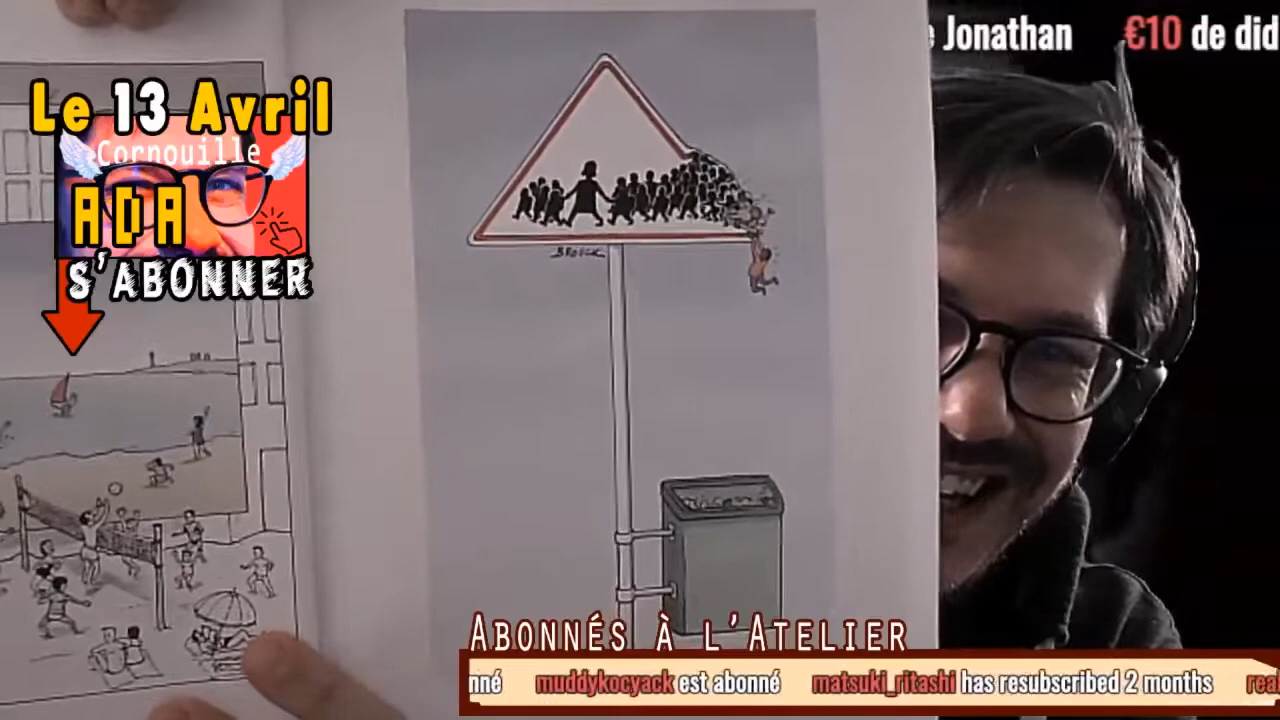 Jonathan €10 de did
Le 13 Avril
Cornouille
ADA
S'ABONNER
Abonnés à l'Atelier
nné muddykocyack est abonné matsuki_ritashi has resubscribed 2 months rea